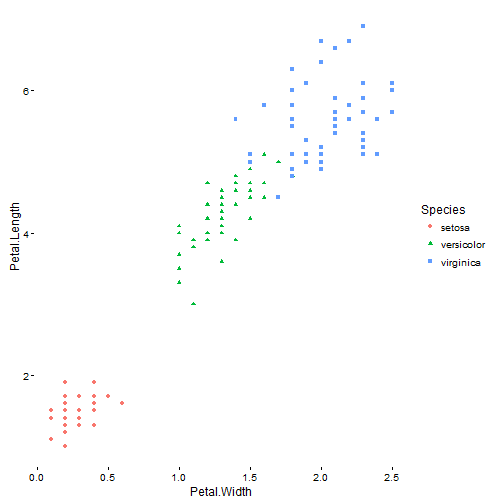 6
4
2
Petal.Length
0.0 0.5 1.0 1.5 2.0 2.5
Petal.Width
Species
setosa
versicolor
virginica